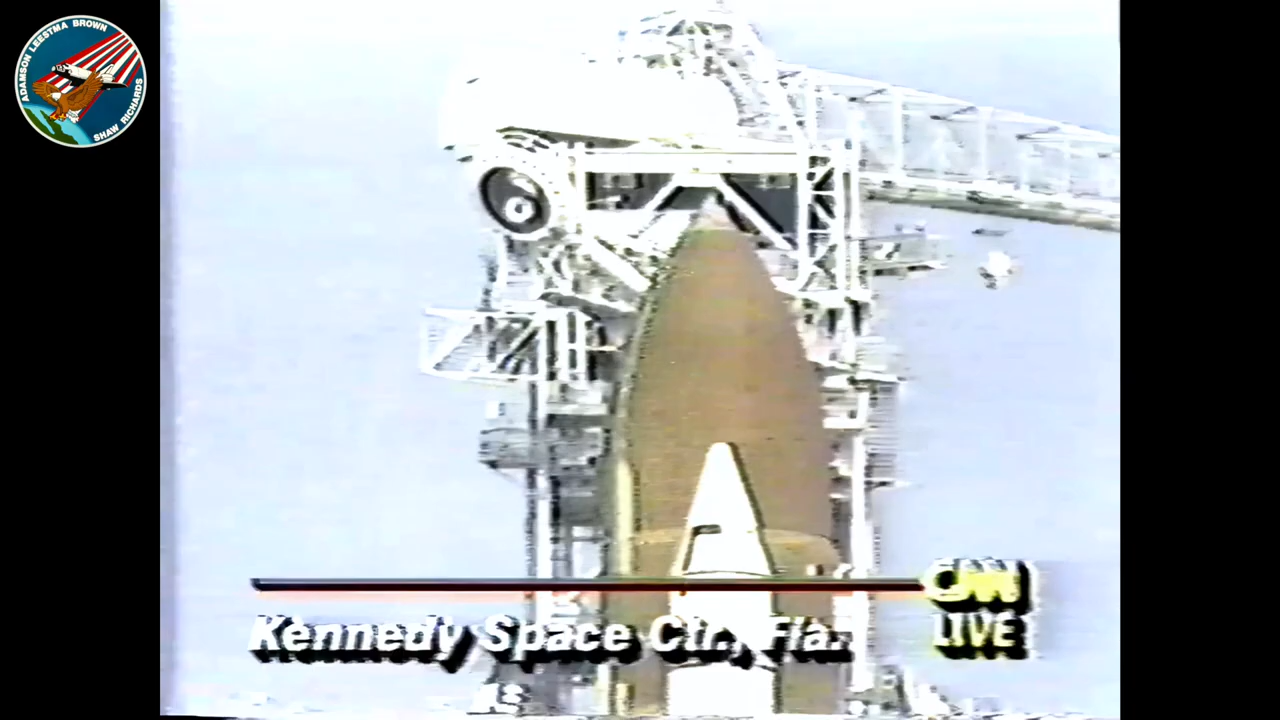 ADAMSON LEESTMA BROWN
SHAW RICHARDS
CNN
LIVE
Kennedy Space Ctr., Fla.